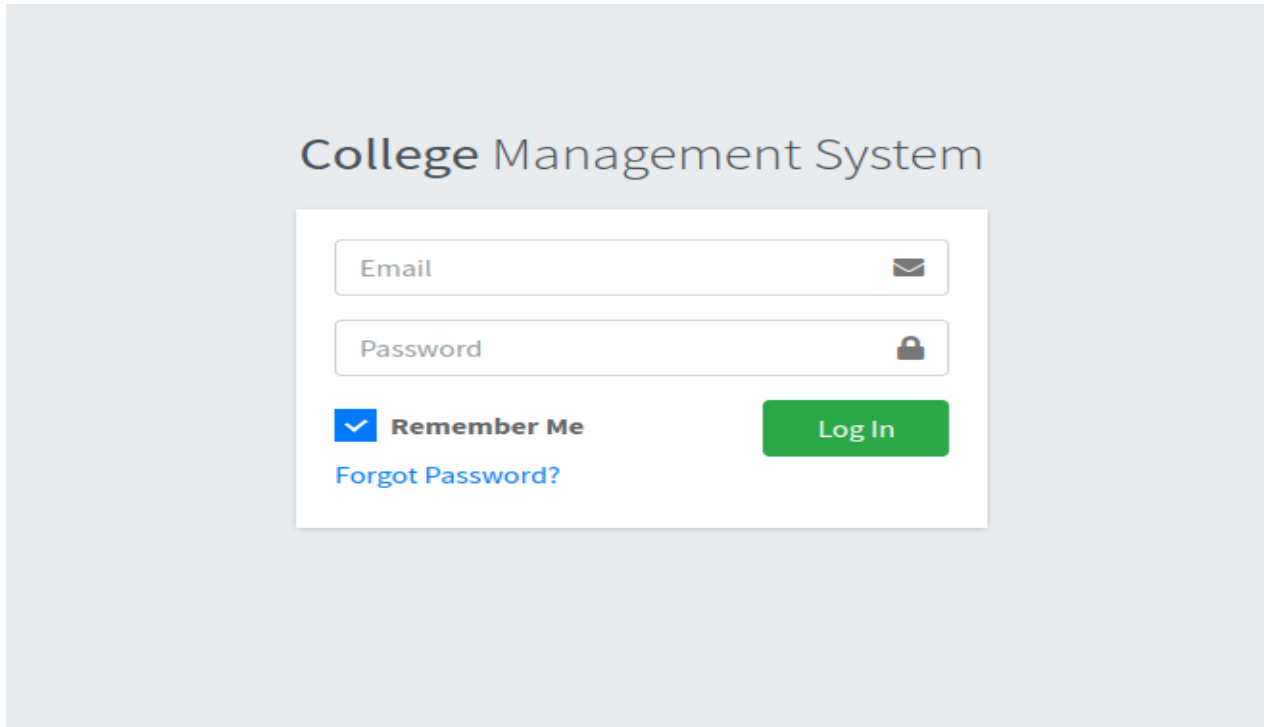 College Management System
Email
Password
Remember Me
Log In
Forgot Password?